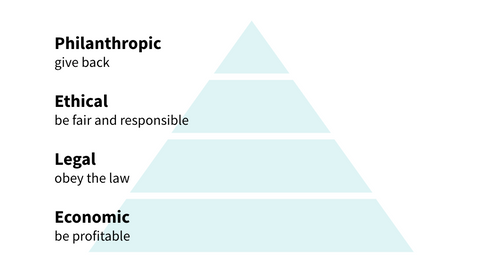 Philanthropic
give back
Ethical
be fair and responsible
Legal
obey the law
Economic
be profitable